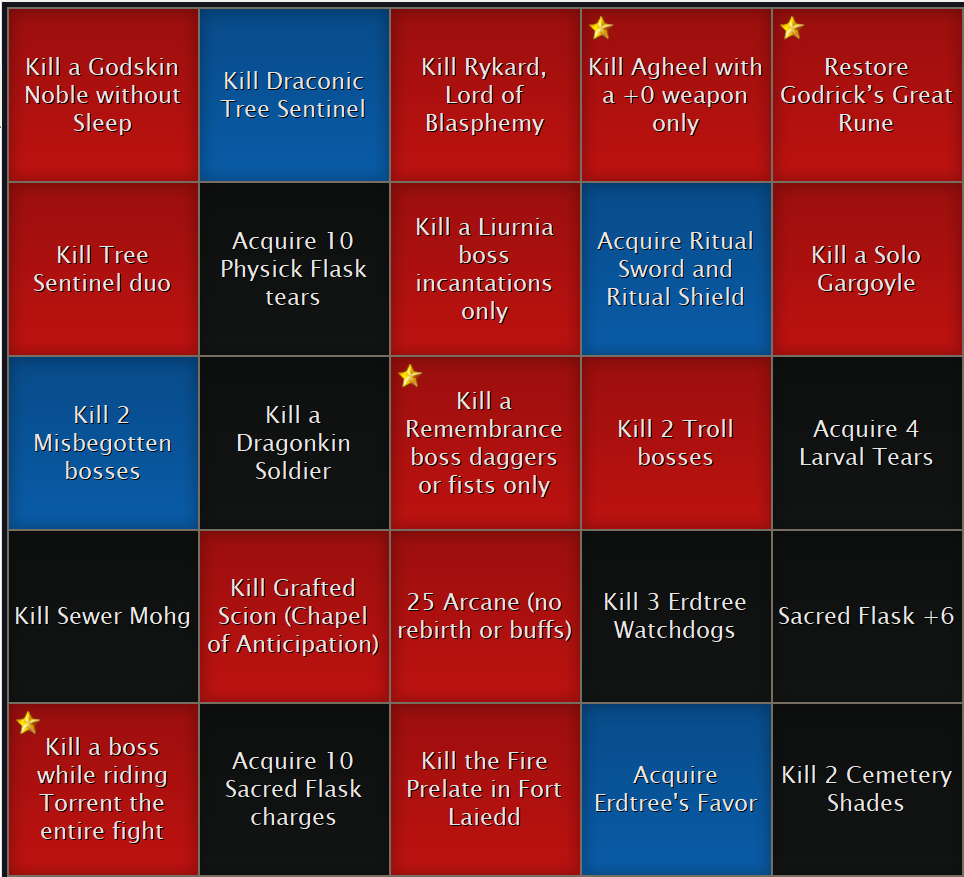 Kill a Godskin
Noble without
Sleep
Kill Draconic
Tree Sentinel
Kill Rykard,
Lord of
Blasphemy
Kill Agheel with
a +0 weapon
only
Restore
Godrick’s Great
Rune
Kill Tree
Sentinel duo
Acquire 10
Physick Flask
tears
Kill a Liurnia
boss
incantations
only
Acquire Ritual
Sword and
Ritual Shield
Kill a Solo
Gargoyle
Kill 2
Misbegotten
bosses
Kill a
Dragonkin
Soldier
Kill a
Remembrance
boss daggers
or fists only
Kill 2 Troll
bosses
Acquire 4
Larval Tears
Kill Sewer Mohg
Kill Grafted
Scion (Chapel
of Anticipation)
25 Arcane (no
rebirth or buffs)
Kill 3 Erdtree
Watchdogs
Sacred Flask +6
Kill a boss
while riding
Torrent the
entire fight
Acquire 10
Sacred Flask
charges
Kill the Fire
Prelate in Fort
Laiedd
Acquire
Erdtree's Favor
Kill 2 Cemetery
Shades